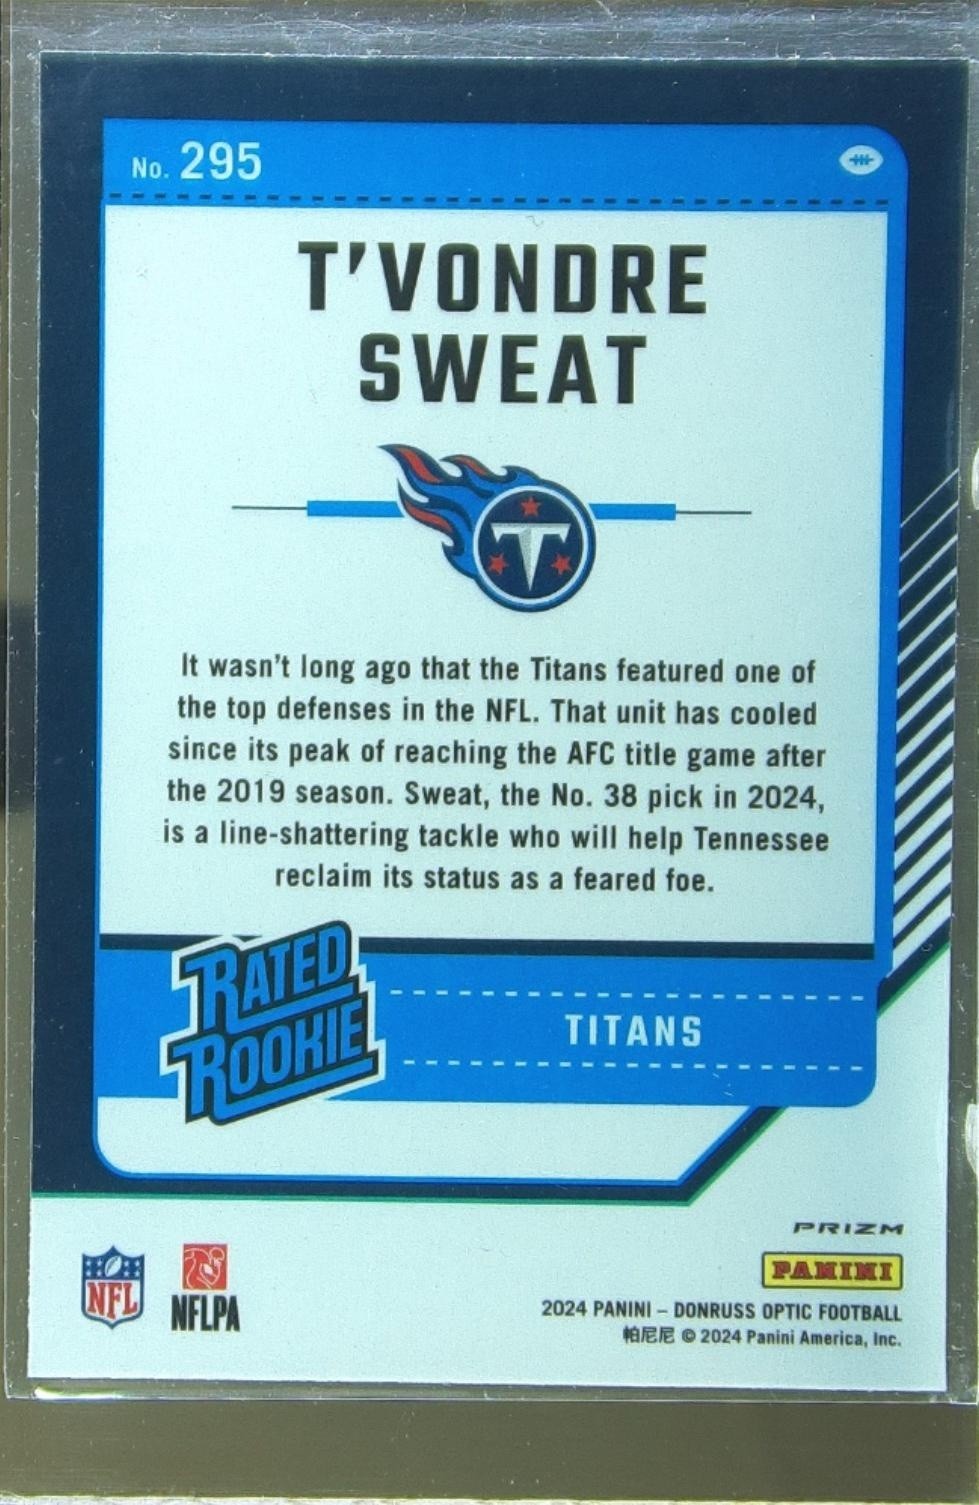 No. 295
T'VONDRE
SWEAT
T
It wasn't long ago that the Titans featured one of
the top defenses in the NFL. That unit has cooled
since its peak of reaching the AFC title game after
the 2019 season. Sweat, the No. 38 pick in 2024,
is a line-shattering tackle who will help Tennessee
reclaim its status as a feared foe.
RATED
ROOKIE
TITANS
PRIZM
PANINI
NFL
NFLPA
2024 PANINI – DONRUSS OPTIC FOOTBALL
帕尼尼 © 2024 Panini America, Inc.